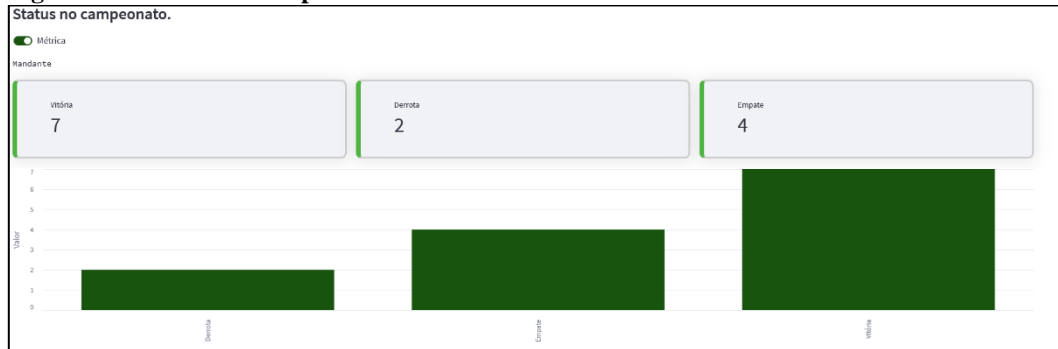 Status no campeonato.
Métrica
Mandante
Vitória
7
Derrota
2
Empate
4
7
6
5
4
3
2
1
0
Valor
Derrota
Empate
Vitória